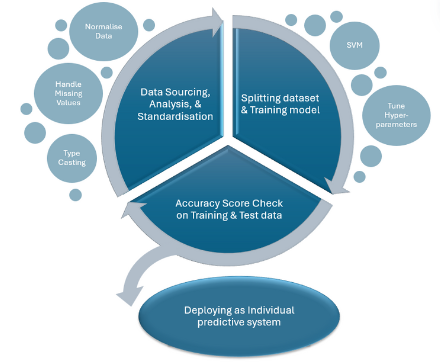 Normalise
Data
Handle
Missing
Values
Type
Casting
Data Sourcing,
Analysis, &
Standardisation
Splitting dataset
& Training model
SVM
Tune
Hyper-
parameters
Accuracy Score Check
on Training & Test data
Deploying as Individual
predictive system